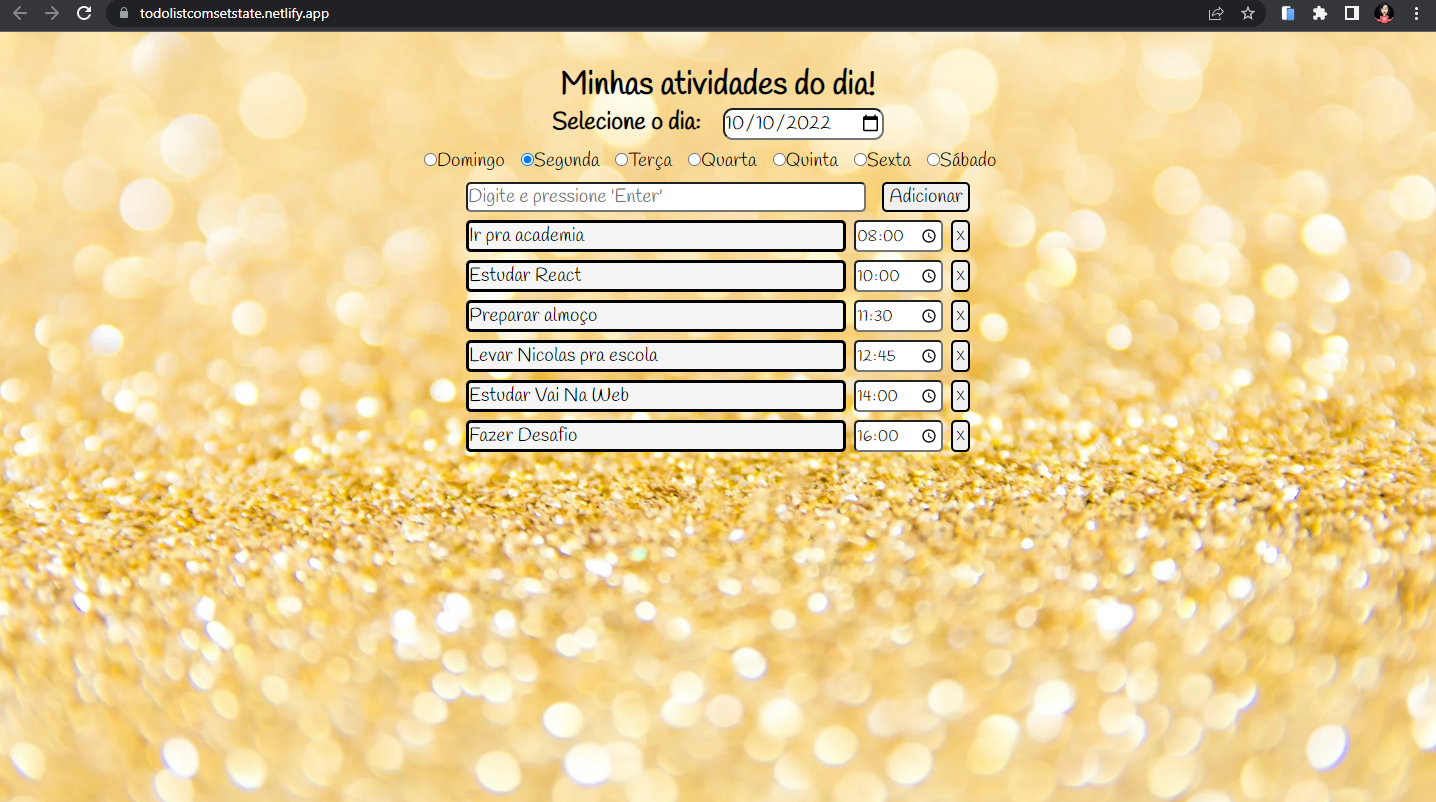 todolistcomsetstate.netlify.app
Minhas atividades do dia!
Selecione o dia: 10/10/2022
Domingo Segunda Terça Quarta Quinta Sexta Sábado
Digite e pressione 'Enter' Adicionar
Ir pra academia 08:00 X
Estudar React 10:00 X
Preparar almoço 11:30 X
Levar Nicolas pra escola 12:45 X
Estudar Vai Na Web 14:00 X
Fazer Desafio 16:00 X